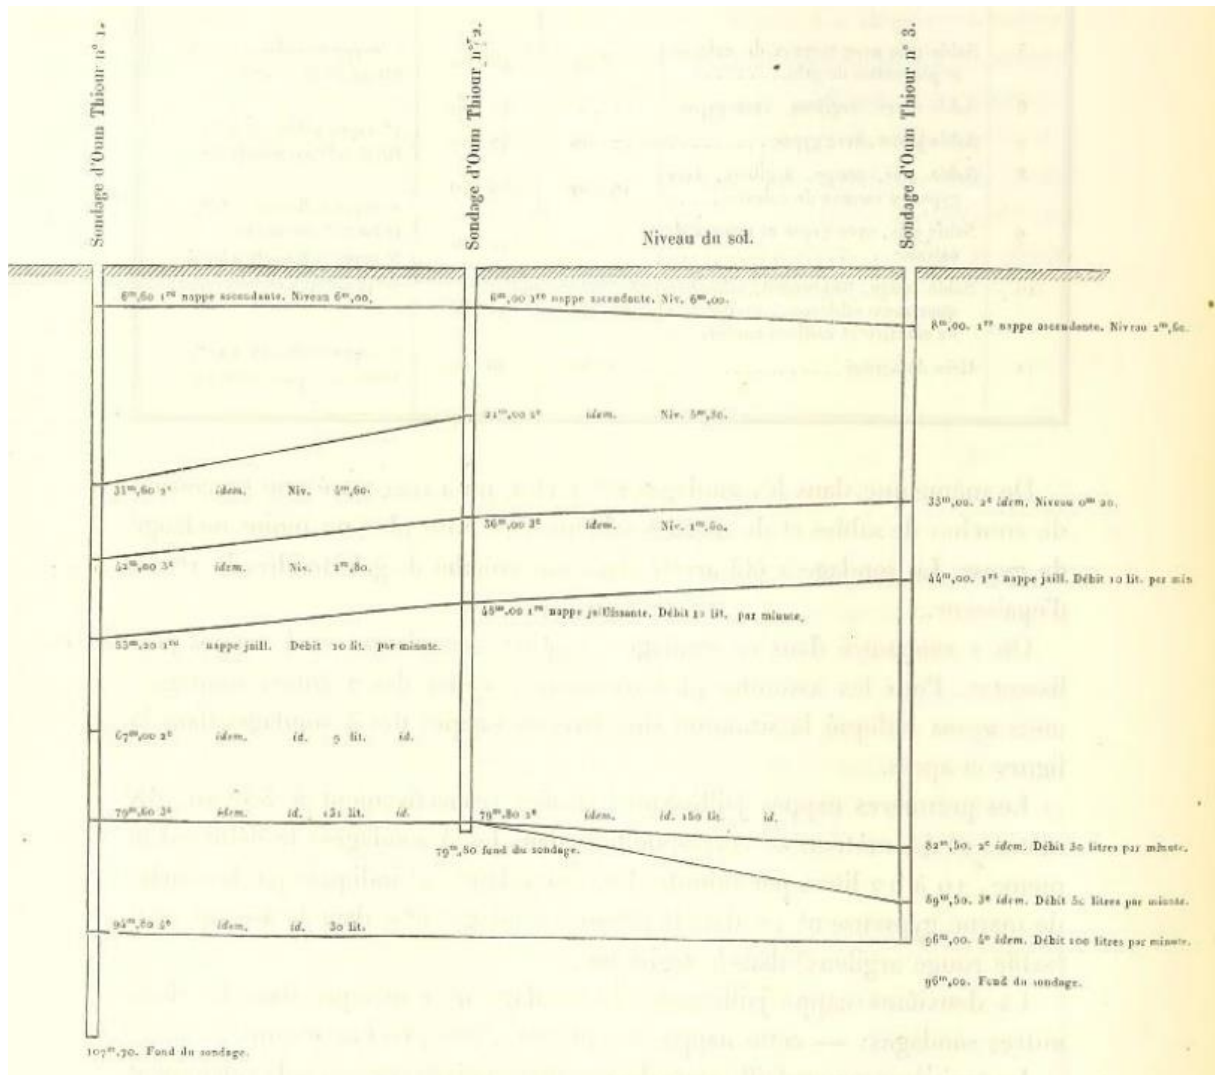 Sondage d'Oum Thiour n° 1.
Sondage d'Oum Thiour n° 2.
Sondage d'Oum Thiour n° 3.
Niveau du sol.
6m,60 1re nappe ascendante. Niveau 6m,00.
6m,00 1re nappe ascendante. Niv. 6m,00.
8m,00. 1re nappe ascendante. Niveau 2m,60.
21m,00 2e idem. Niv. 5m,80.
31m,60 2e idem. Niv. 4m,60.
33m,00. 2e idem. Niveau 0m 20.
36m,00 3e idem. Niv. 1m,80.
42m,00 3e idem. Niv. 1m,80
44m,00. 1re nappe jaill. Débit 10 lit. par min
48m,00 1re nappe jaillissante. Débit 12 lit. par minute.
53m,20 1re nappe jaill. Débit 10 lit. par minute.
67m,00 2e idem. id. 9 lit. id.
79m,60 3e idem. id. 131 lit. id.
79m,80 2e idem. id. 180 lit. id.
79m,80 fond du sondage.
82m,50. 2e idem. Débit 30 litres par minute.
89m,50. 3e idem. Débit 50 litres par minute.
94m,80 4e idem. id. 30 lit.
96m,00. 4e idem. Débit 100 litres par minute.
96m,00. Fond du sondage.
107m,70. Fond du sondage.